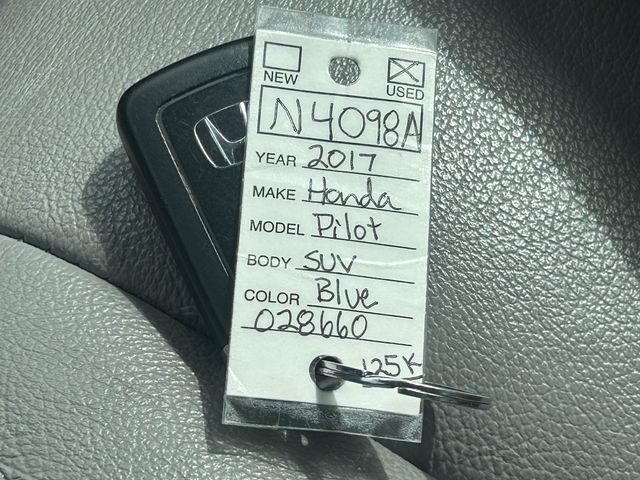 NEW USED
N4098A
YEAR 2017
MAKE Honda
MODEL Pilot
BODY SUV
COLOR Blue
028660
125K